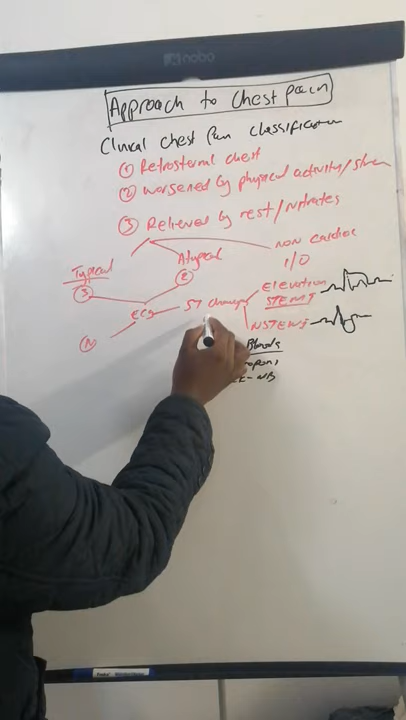 nobo
Approach to Chest pain
Clinical chest Pain classification
① Retrosternal chest
② worsened by physical activity/
③ Relieved by rest/Nitrates
Non cardiac
1/0
Typical
③
Atypical
②
ECG
ST changes
Elevation
STEMI
NSTEMI
N
Bloods
-MB